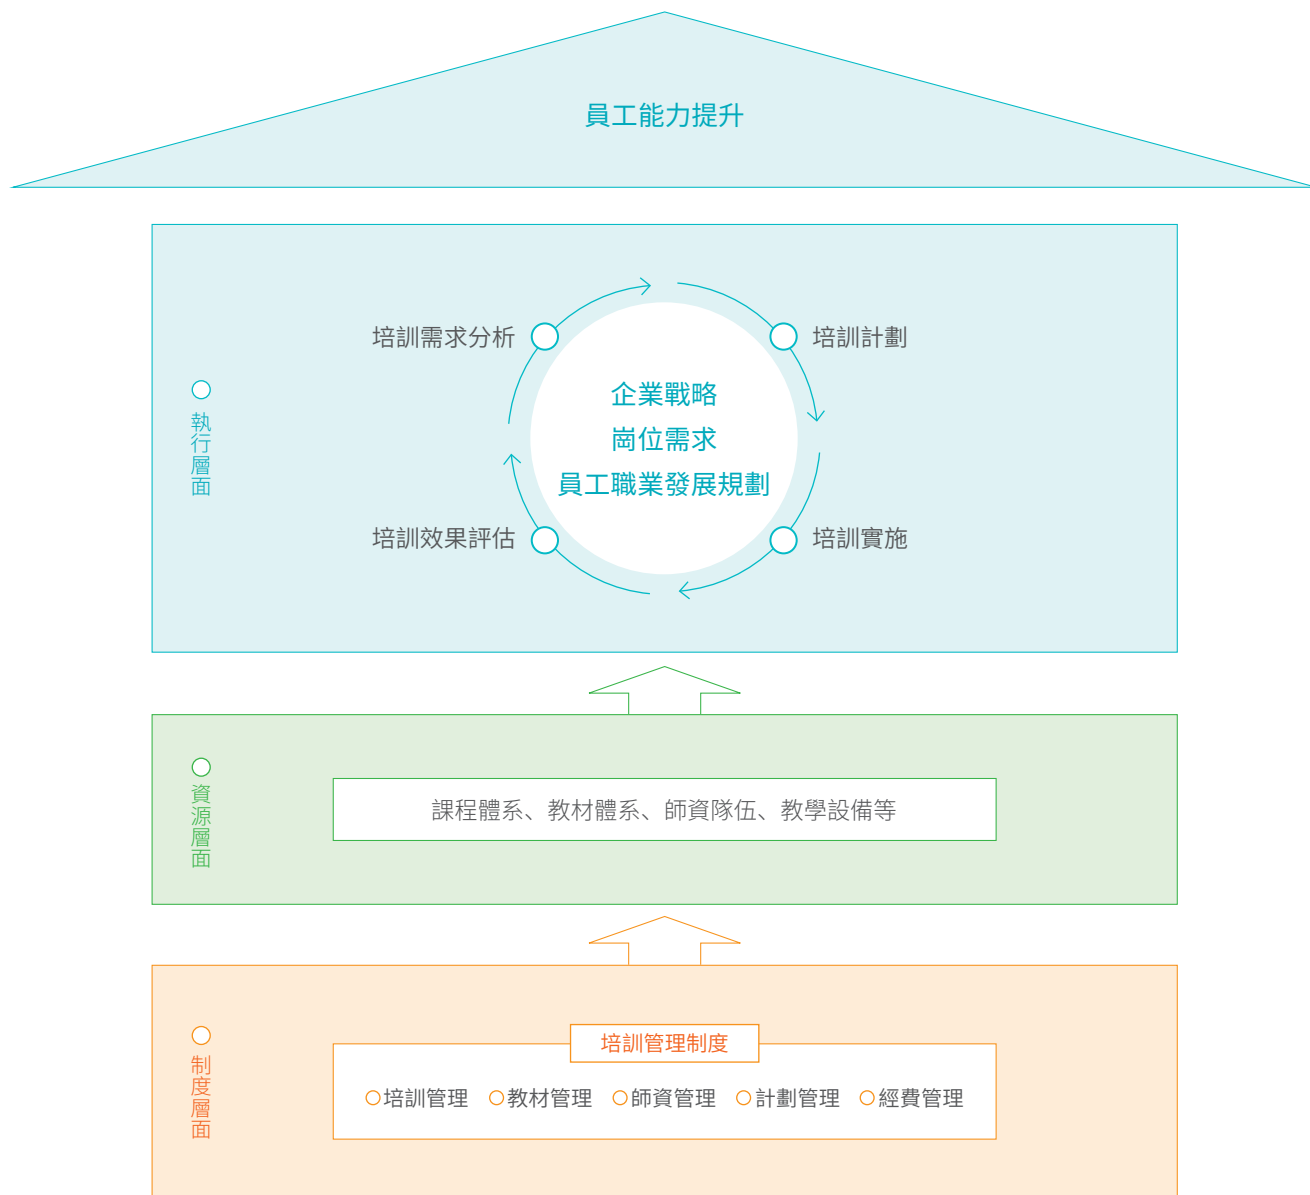 員工能力提升
培訓需求分析
培訓計劃
企業戰略
崗位需求
員工職業發展規劃
執行層面
培訓效果評估
培訓實施
資源層面
課程體系、教材體系、師資隊伍、教學設備等
制度層面
培訓管理制度
培訓管理 教材管理 師資管理 計劃管理 經費管理